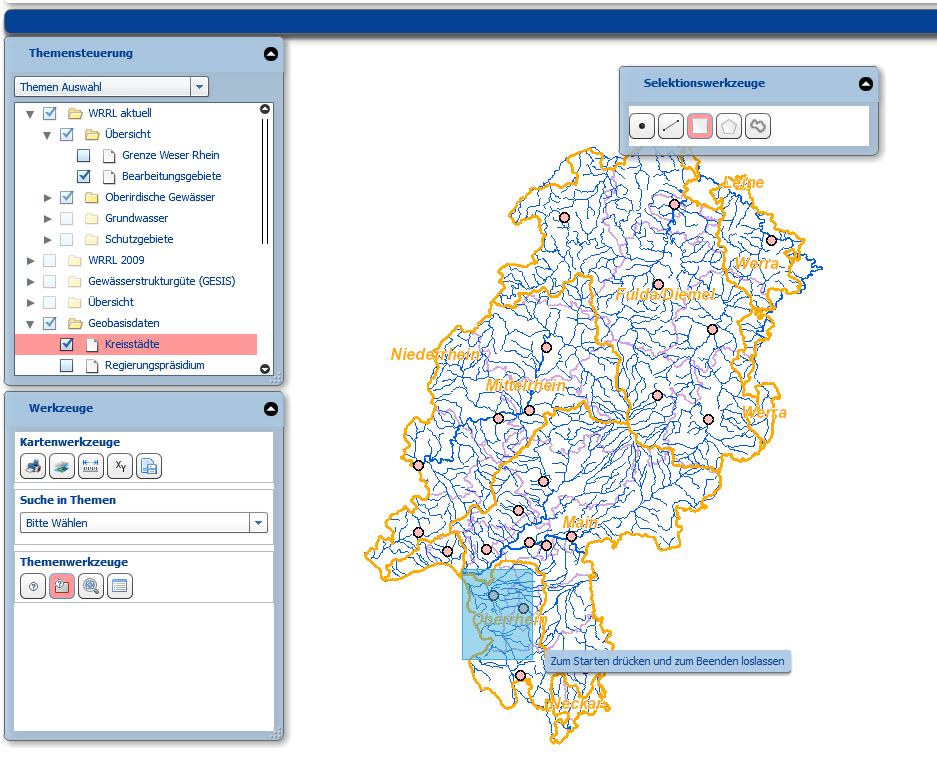 Themensteuerung
Themen Auswahl
WRRL aktuell
Übersicht
Grenze Weser Rhein
Bearbeitungsgebiete
Oberirdische Gewässer
Grundwasser
Schutzgebiete
WRRL 2009
Gewässerstrukturgüte (GESIS)
Übersicht
Geobasisdaten
Kreisstädte
Regierungspräsidium
Werkzeuge
Kartenwerkzeuge
XY
Suche in Themen
Bitte Wählen
Themenwerkzeuge
Selektionswerkzeuge
Leine
Werra
Fulda/Diemel
Niederrhein
Mittelrhein
Werra
Main
Oberrhein
Zum Starten drücken und zum Beenden loslassen
Neckar